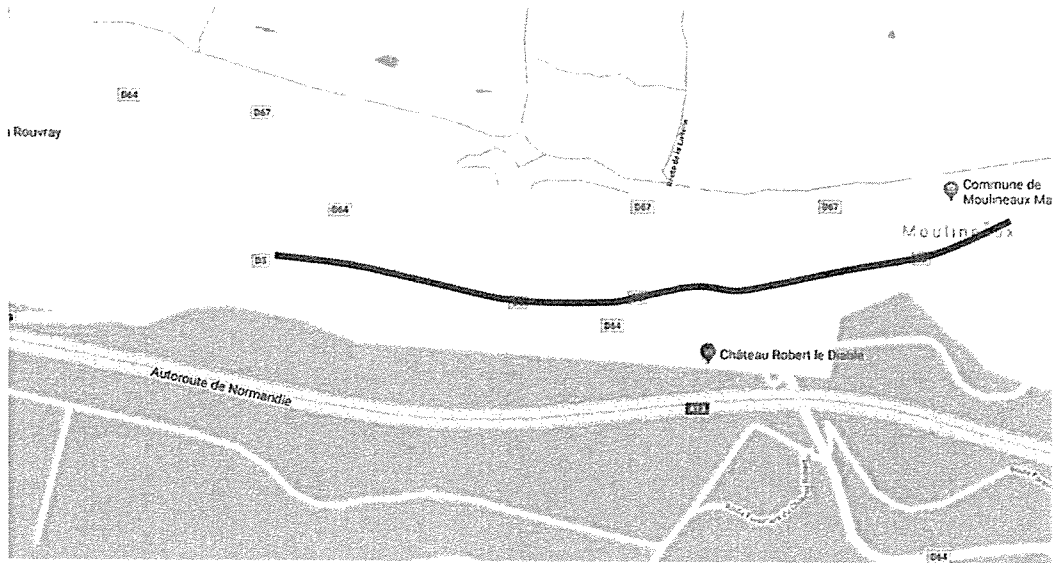 D64
D67
Rouvray
D64
D67
D67
Commune de
Moulineaux Ma
Moulineaux
D3
D64
Château Robert le Diable
Autoroute de Normandie
A13
D64